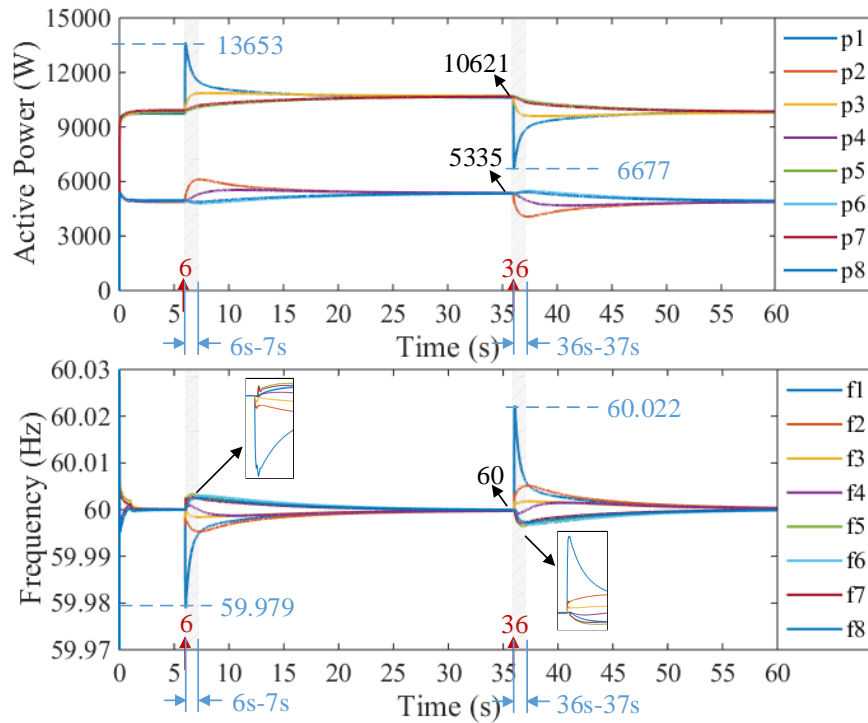 15000
12000
9000
6000
3000
0
Active Power (W)
13653
10621
5335
6677
6
36
0 5 10 15 20 25 30 35 40 45 50 55 60
6s-7s
Time (s)
36s-37s
p1
p2
p3
p4
p5
p6
p7
p8
60.03
60.02
60.01
60
59.99
59.98
59.97
Frequency (Hz)
60.022
60
59.979
6
36
0 5 10 15 20 25 30 35 40 45 50 55 60
6s-7s
Time (s)
36s-37s
f1
f2
f3
f4
f5
f6
f7
f8